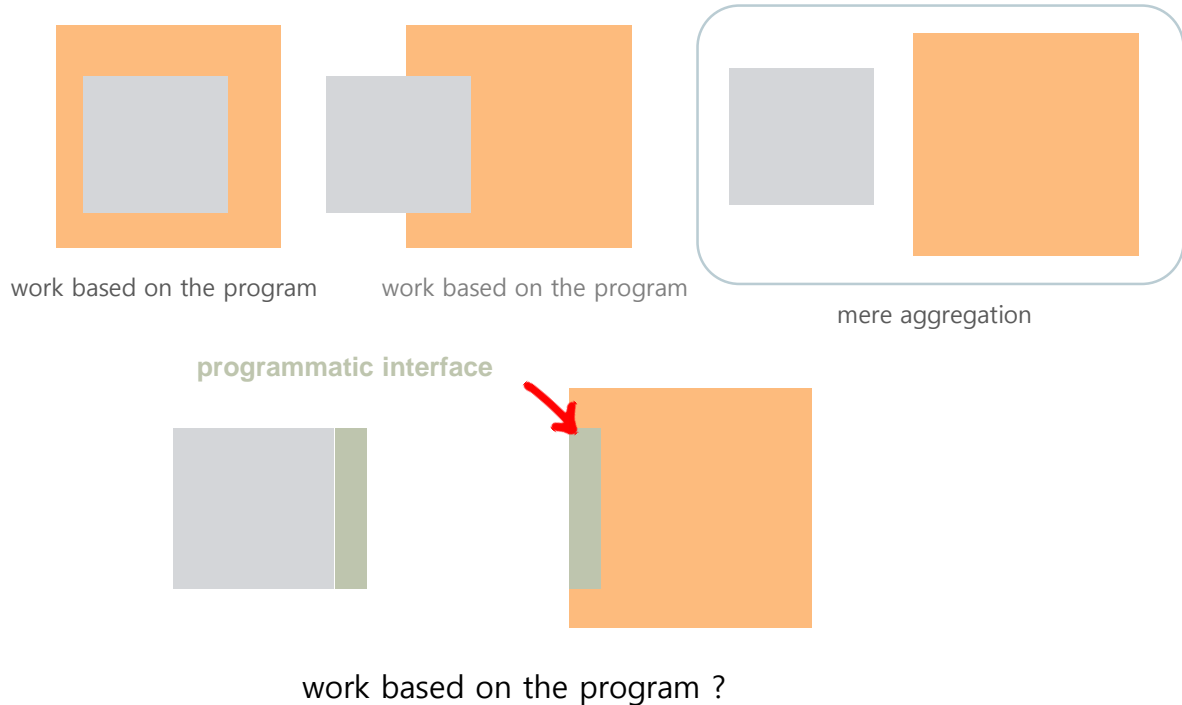 work based on the program
work based on the program
mere aggregation
programmatic interface
work based on the program ?